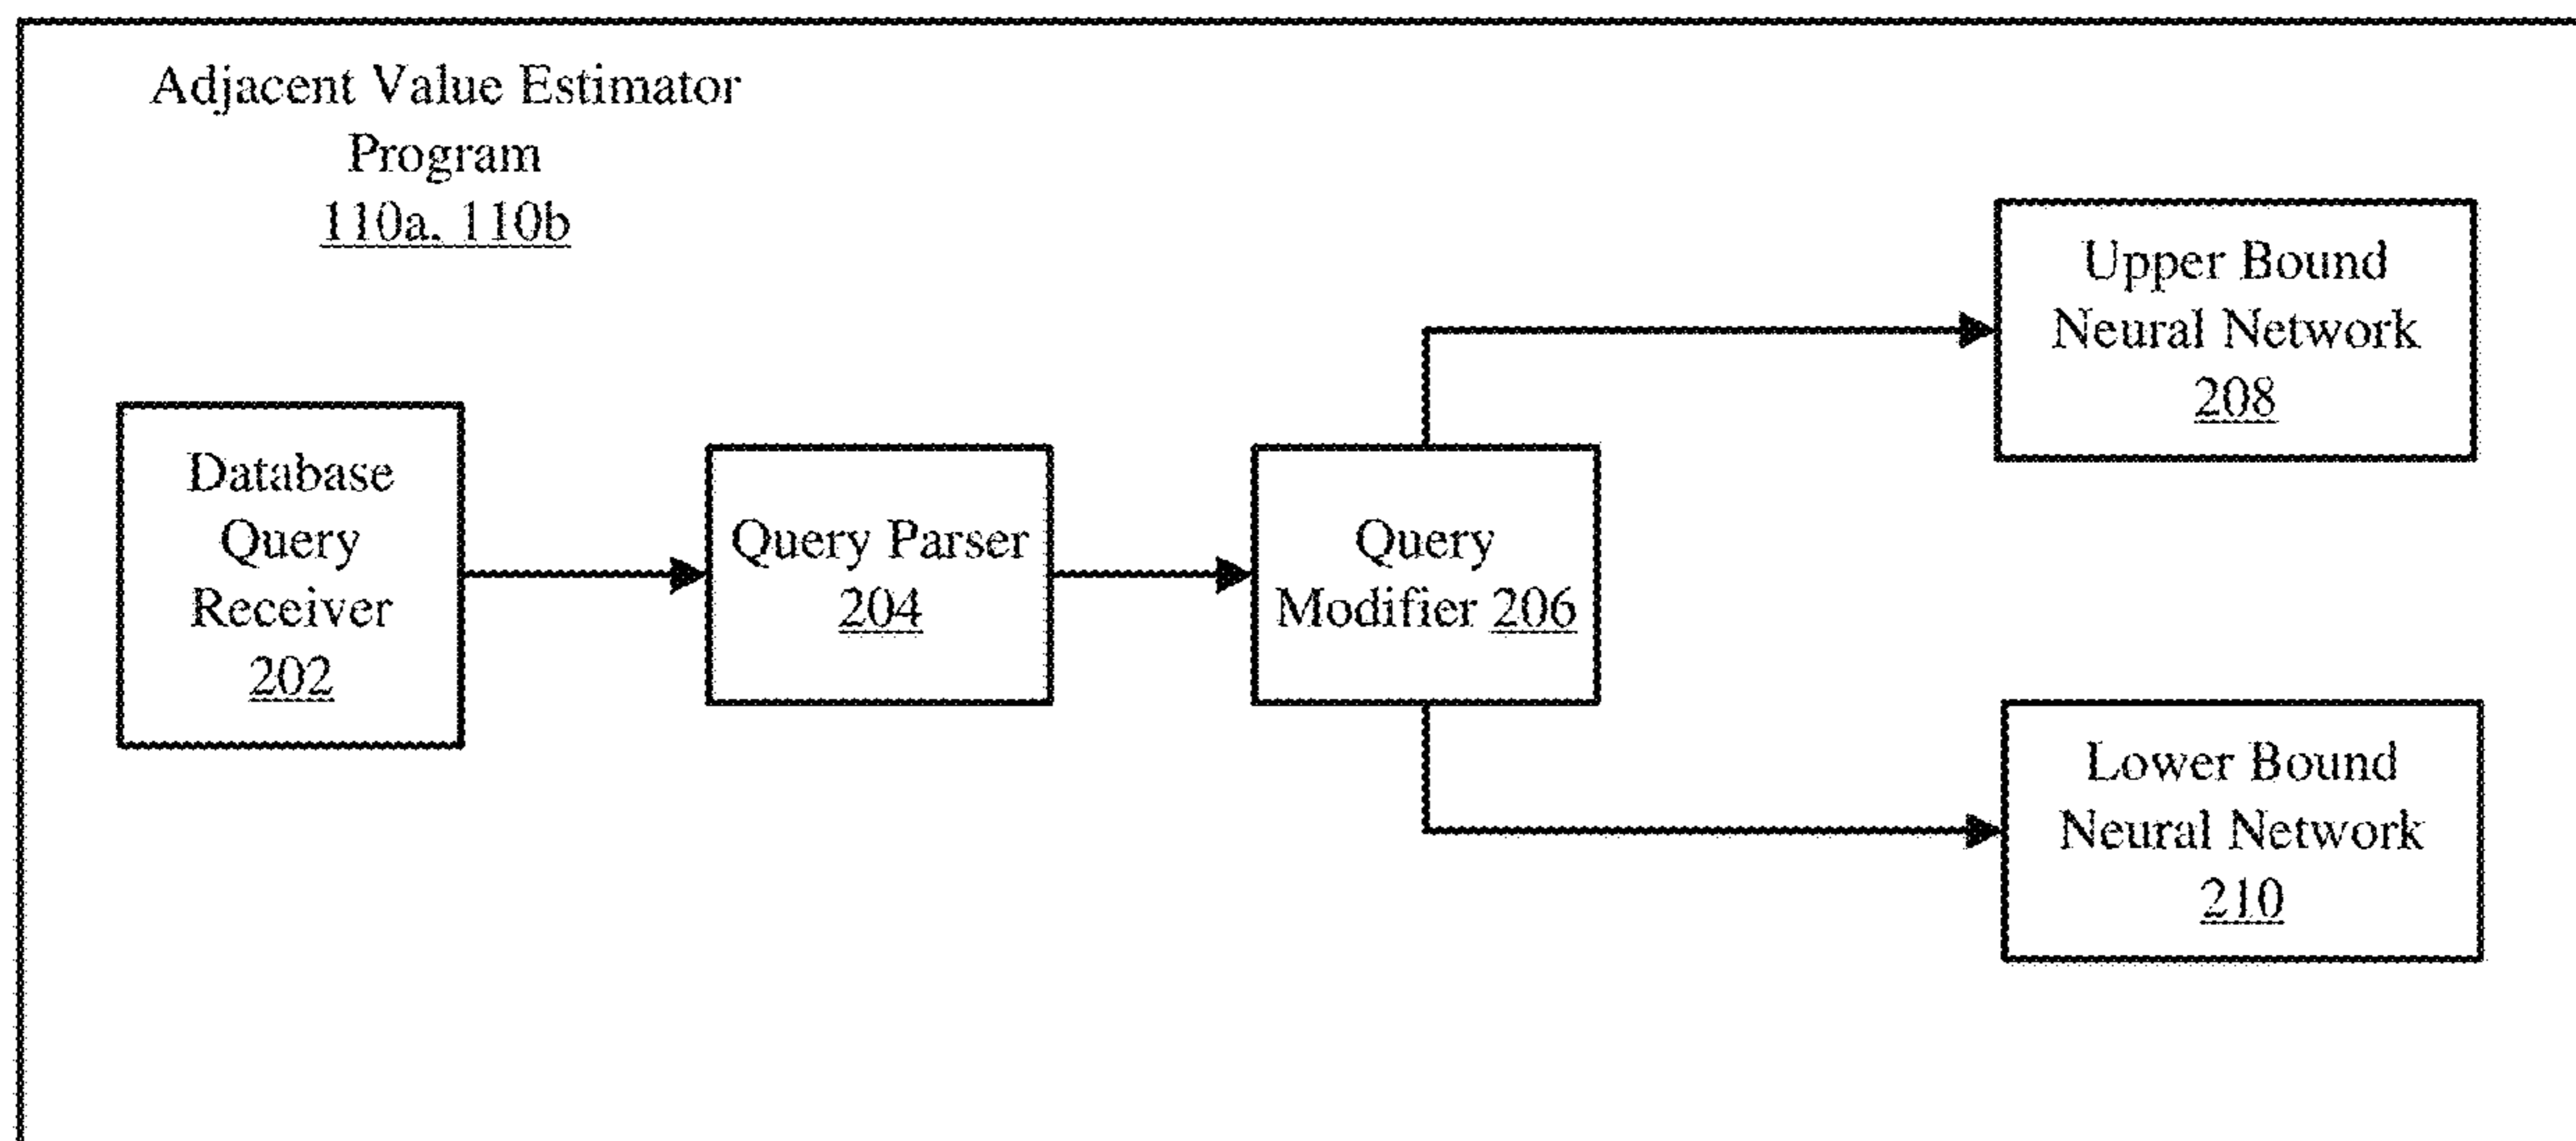 Adjacent Value Estimator
Program
110a, 110b
Database
Query
Receiver
202
Query Parser
204
Query
Modifier 206
Upper Bound
Neural Network
208
Lower Bound
Neural Network
210